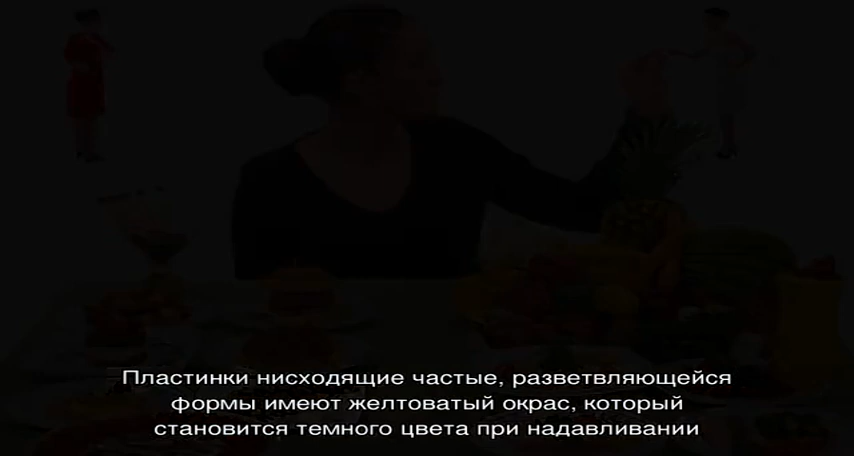 Пластинки нисходящие частые, разветвляющейся
формы имеют желтоватый окрас, который
становится темного цвета при надавливании